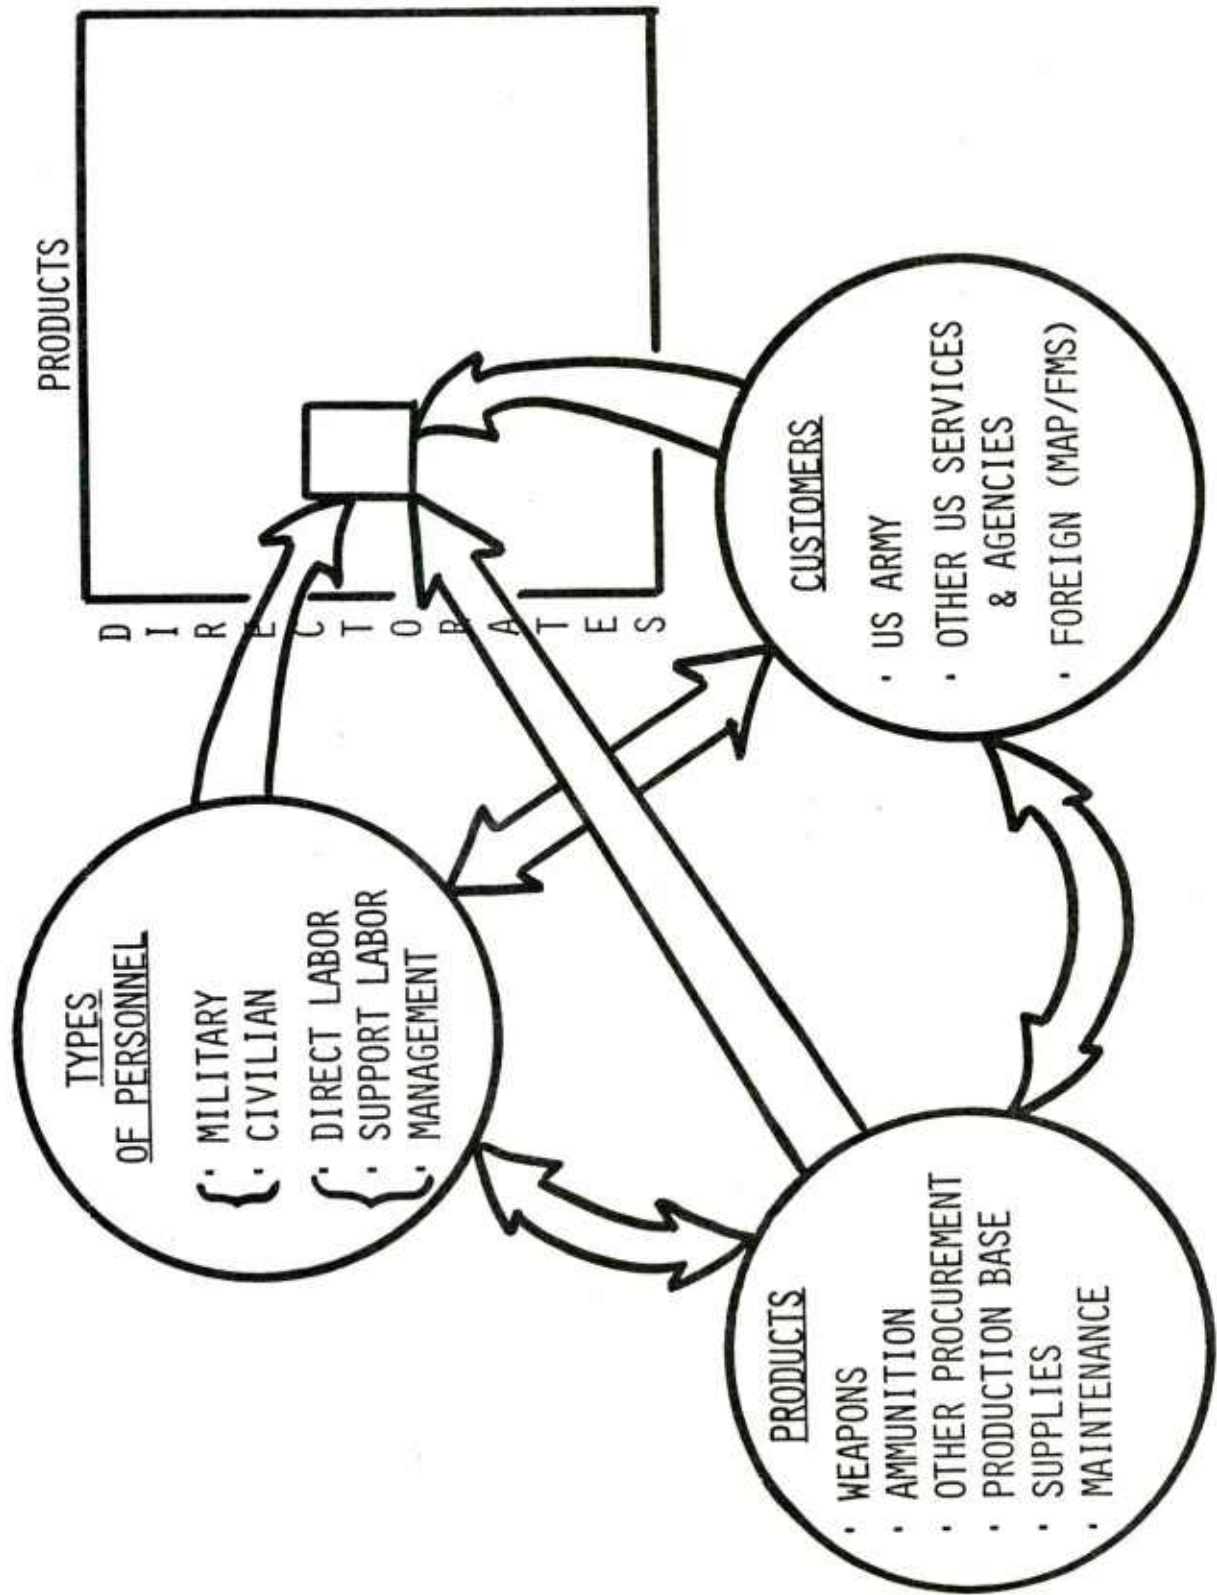 TYPES
OF PERSONNEL
· MILITARY
· CIVILIAN
· DIRECT LABOR
· SUPPORT LABOR
· MANAGEMENT
PRODUCTS
DIRECTORATES
PRODUCTS
· WEAPONS
· AMMUNITION
· OTHER PROCUREMENT
· PRODUCTION BASE
· SUPPLIES
· MAINTENANCE
CUSTOMERS
· US ARMY
· OTHER US SERVICES
& AGENCIES
· FOREIGN (MAP/FMS)